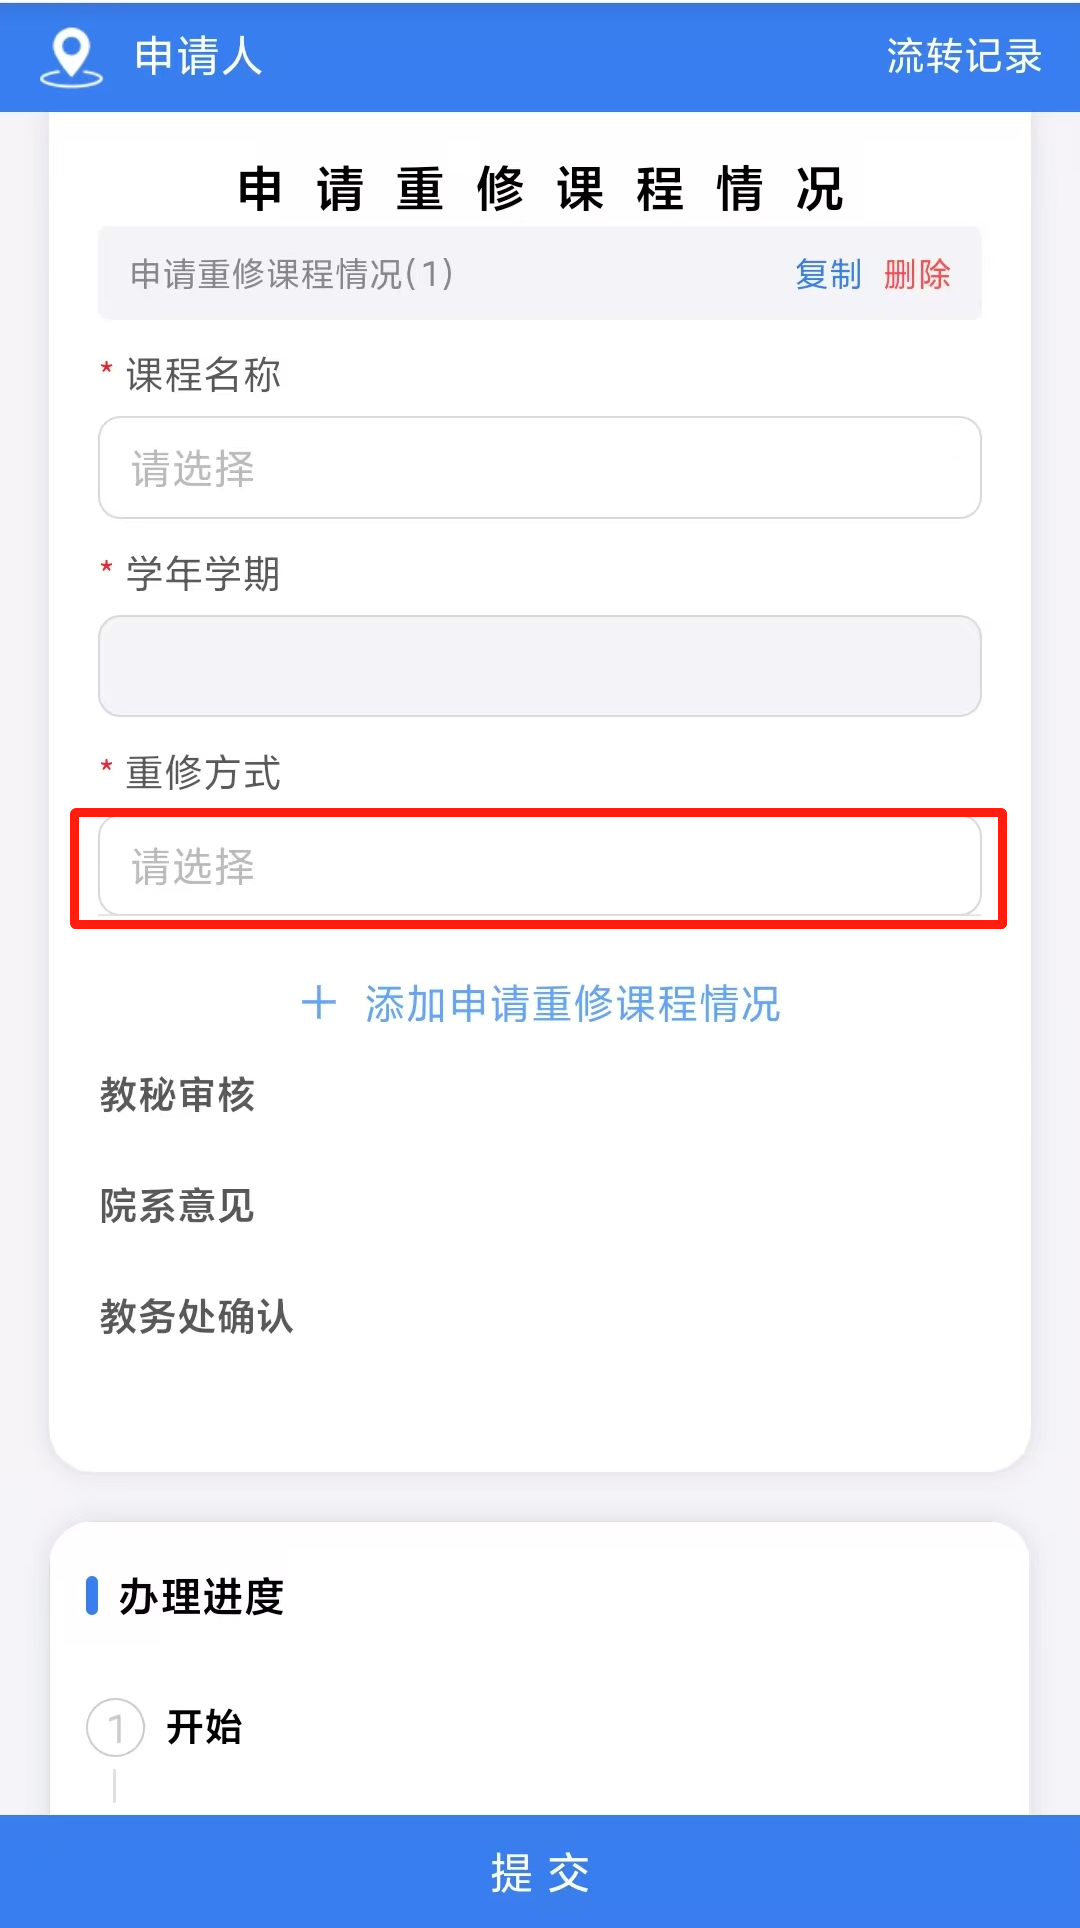 申请人
流转记录
申请重修课程情况
申请重修课程情况(1) 复制 删除
* 课程名称
请选择
* 学年学期
* 重修方式
请选择
+ 添加申请重修课程情况
教秘审核
院系意见
教务处确认
办理进度
1 开始
提交